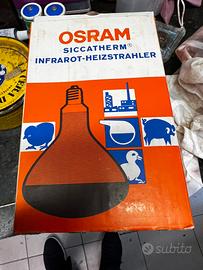 OSRAM
SICCATHERM®
INFRAROT-HEIZSTRAHLER
subito